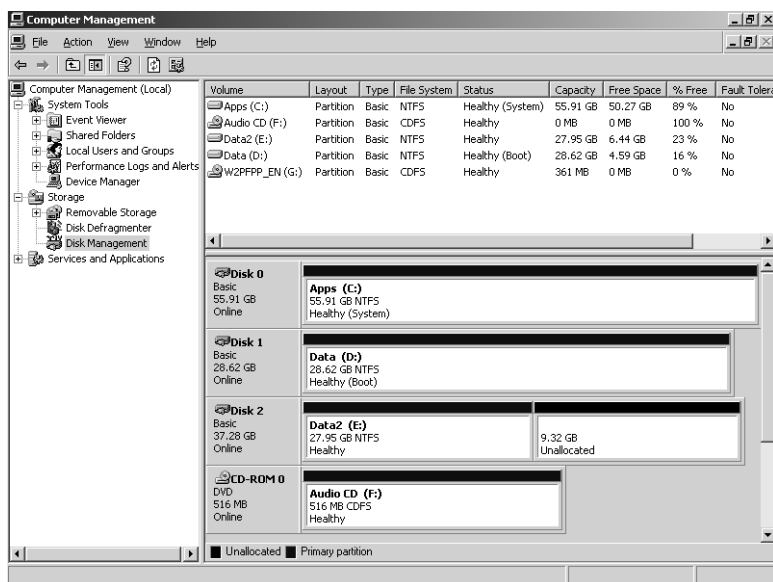 Computer Management
File Action View Window Help
Computer Management (Local)
System Tools
Event Viewer
Shared Folders
Local Users and Groups
Performance Logs and Alerts
Device Manager
Storage
Removable Storage
Disk Defragmenter
Disk Management
Services and Applications
Volume Layout Type File System Status Capacity Free Space % Free Fault Tolera
Apps (C:) Partition Basic NTFS Healthy (System) 55.91 GB 50.27 GB 89 % No
Audio CD (F:) Partition Basic CDFS Healthy 0 MB 0 MB 100 % No
Data2 (E:) Partition Basic NTFS Healthy 27.95 GB 6.44 GB 23 % No
Data (D:) Partition Basic NTFS Healthy (Boot) 28.62 GB 4.59 GB 16 % No
W2PFPP_EN (G:) Partition Basic CDFS Healthy 361 MB 0 MB 0 % No
Disk 0
Basic
55.91 GB
Online
Apps (C:)
55.91 GB NTFS
Healthy (System)
Disk 1
Basic
28.62 GB
Online
Data (D:)
28.62 GB NTFS
Healthy (Boot)
Disk 2
Basic
37.28 GB
Online
Data2 (E:)
27.95 GB NTFS
Healthy
9.32 GB
Unallocated
CD-ROM 0
DVD
516 MB
Online
Audio CD (F:)
516 MB CDFS
Healthy
Unallocated Primary partition